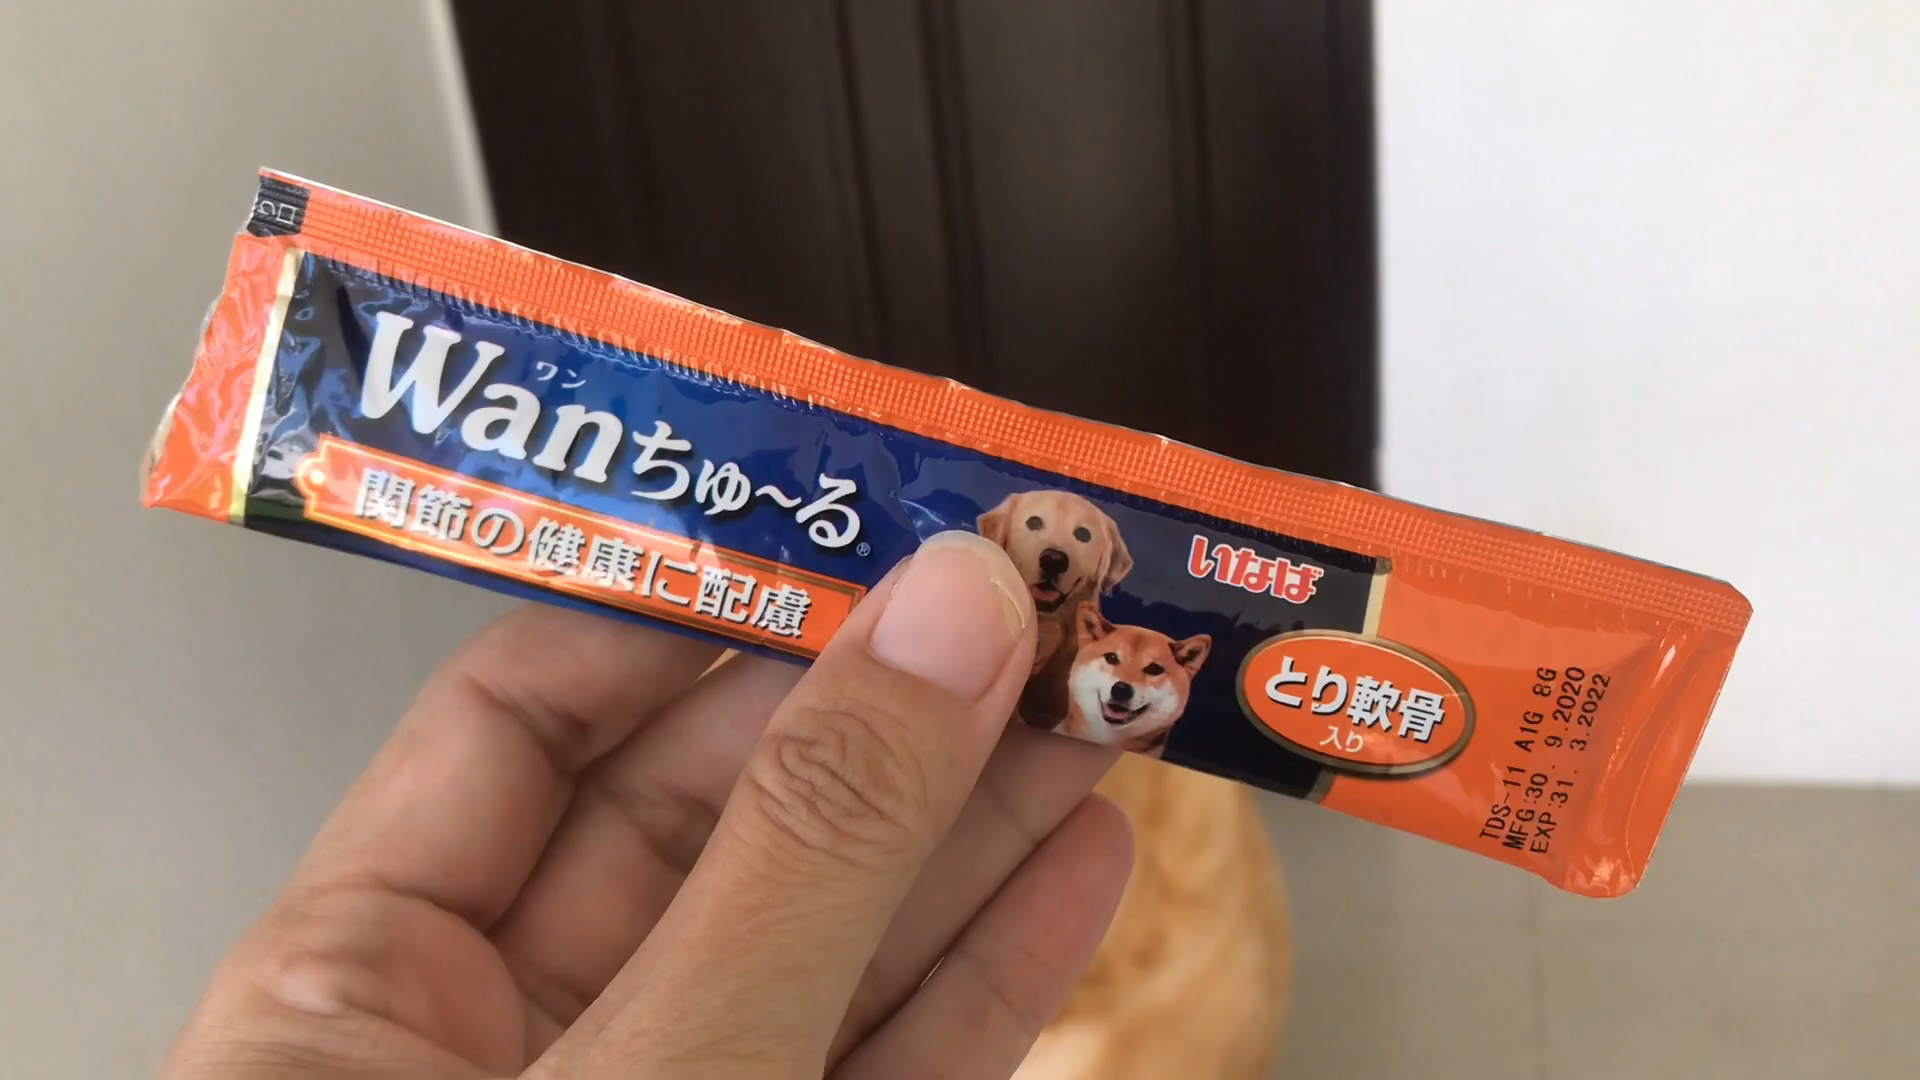 ワン
Wanちゅ～る®
関節の健康に配慮
いなば
とり軟骨
入り
TDS-11 A1G 8G
MFG:30. 9.2020
EXP:31. 3.2022